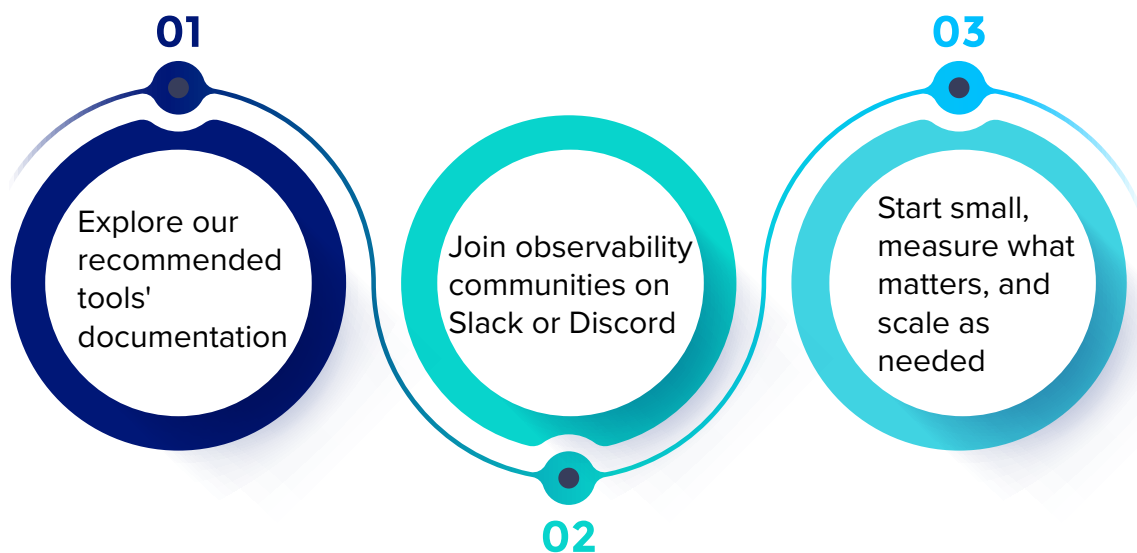 01
Explore our
recommended
tools'
documentation
02
Join observability
communities on
Slack or Discord
03
Start small,
measure what
matters, and
scale as
needed